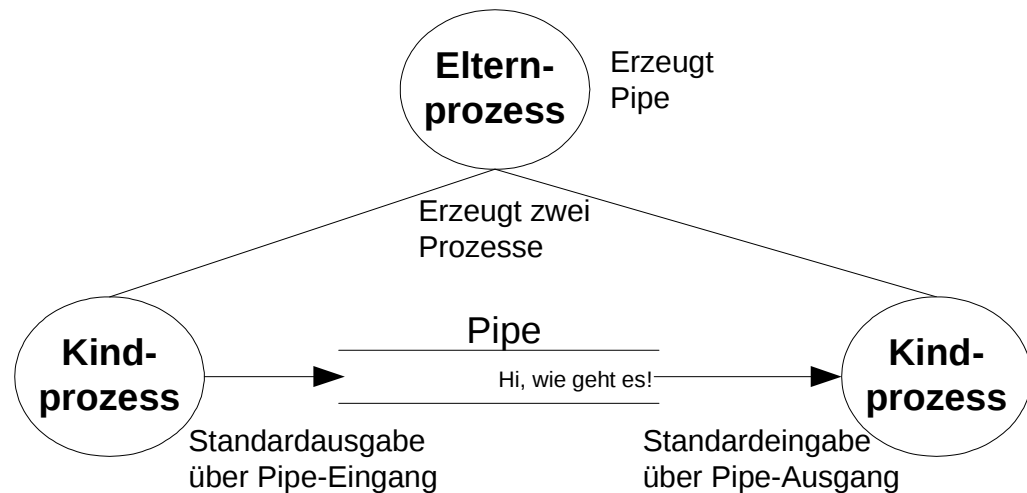 Eltern-
prozess
Erzeugt
Pipe
Erzeugt zwei
Prozesse
Kind-
prozess
Pipe
Hi, wie geht es!
Kind-
prozess
Standardausgabe
über Pipe-Eingang
Standardeingabe
über Pipe-Ausgang